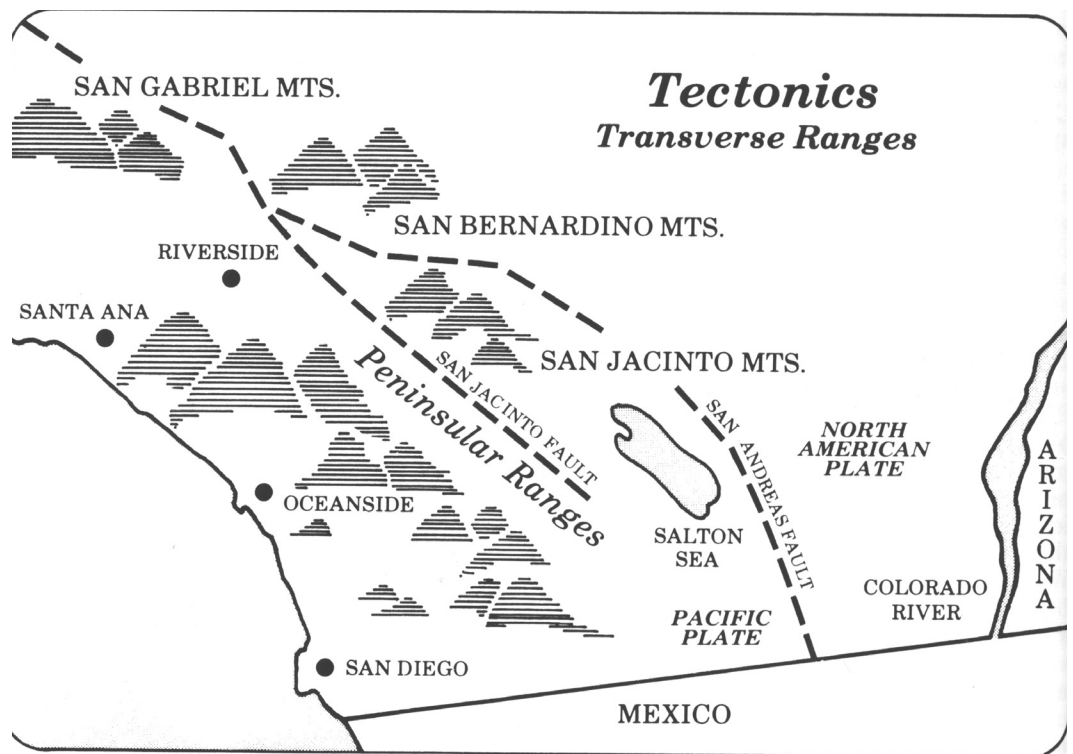 SAN GABRIEL MTS.
Tectonics
Transverse Ranges
SAN BERNARDINO MTS.
RIVERSIDE
SANTA ANA
SAN JACINTO MTS.
SAN JACINTO FAULT
Peninsular Ranges
SAN ANDREAS FAULT
NORTH
AMERICAN
PLATE
ARIZONA
OCEANSIDE
SALTON
SEA
COLORADO
RIVER
PACIFIC
PLATE
SAN DIEGO
MEXICO